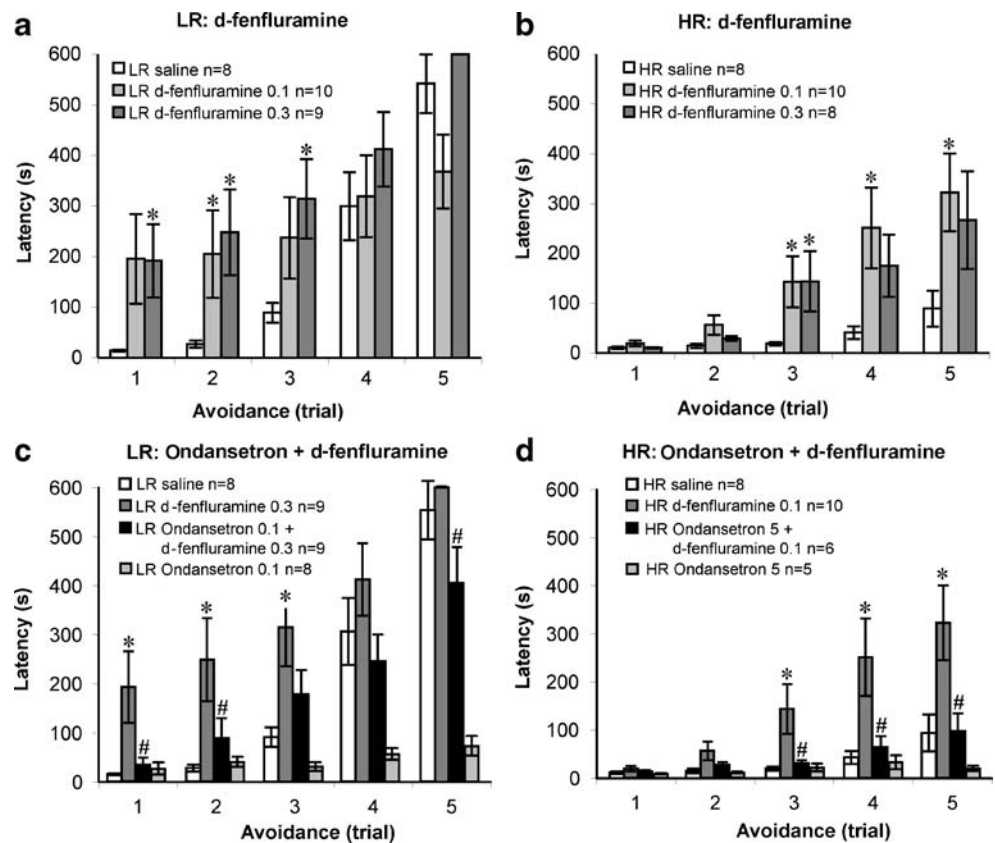 a
LR: d-fenfluramine
600
500
400
300
200
100
0
Latency (s)
LR saline n=8
LR d-fenfluramine 0.1 n=10
LR d-fenfluramine 0.3 n=9
*
* *
*
1 2 3 4 5
Avoidance (trial)
b
HR: d-fenfluramine
600
500
400
300
200
100
0
Latency (s)
HR saline n=8
HR d-fenfluramine 0.1 n=10
HR d-fenfluramine 0.3 n=8
* *
*
*
1 2 3 4 5
Avoidance (trial)
c
LR: Ondansetron + d-fenfluramine
600
500
400
300
200
100
0
Latency (s)
LR saline n=8
LR d-fenfluramine 0.3 n=9
LR Ondansetron 0.1 +
d-fenfluramine 0.3 n=9
LR Ondansetron 0.1 n=8
* #
* #
*
#
1 2 3 4 5
Avoidance (trial)
d
HR: Ondansetron + d-fenfluramine
600
500
400
300
200
100
0
Latency (s)
HR saline n=8
HR d-fenfluramine 0.1 n=10
HR Ondansetron 5 +
d-fenfluramine 0.1 n=6
HR Ondansetron 5 n=5
* #
* #
* #
1 2 3 4 5
Avoidance (trial)